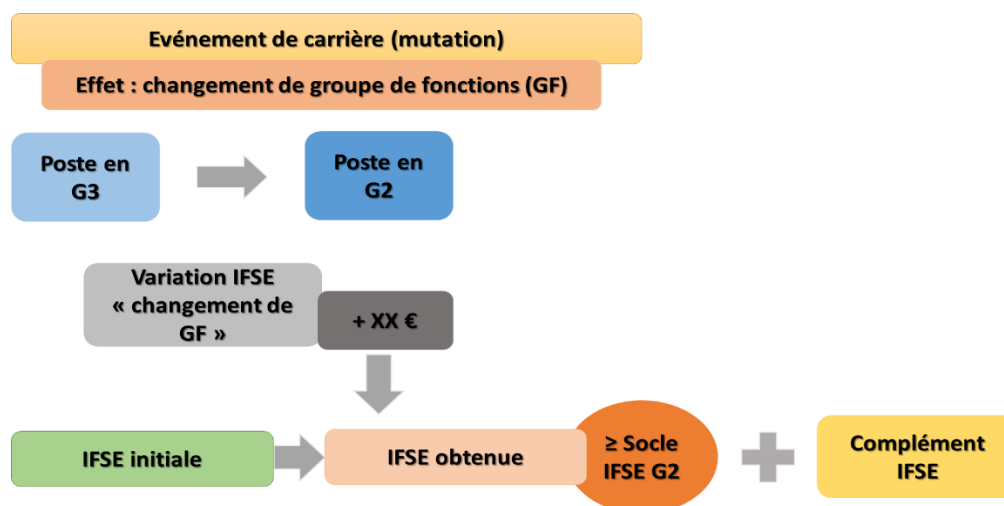 Evénement de carrière (mutation)
Effet : changement de groupe de fonctions (GF)
Poste en
G3
Poste en
G2
Variation IFSE
« changement de
GF »
+ XX €
IFSE initiale
IFSE obtenue
≥ Socle
IFSE G2
Complément
IFSE